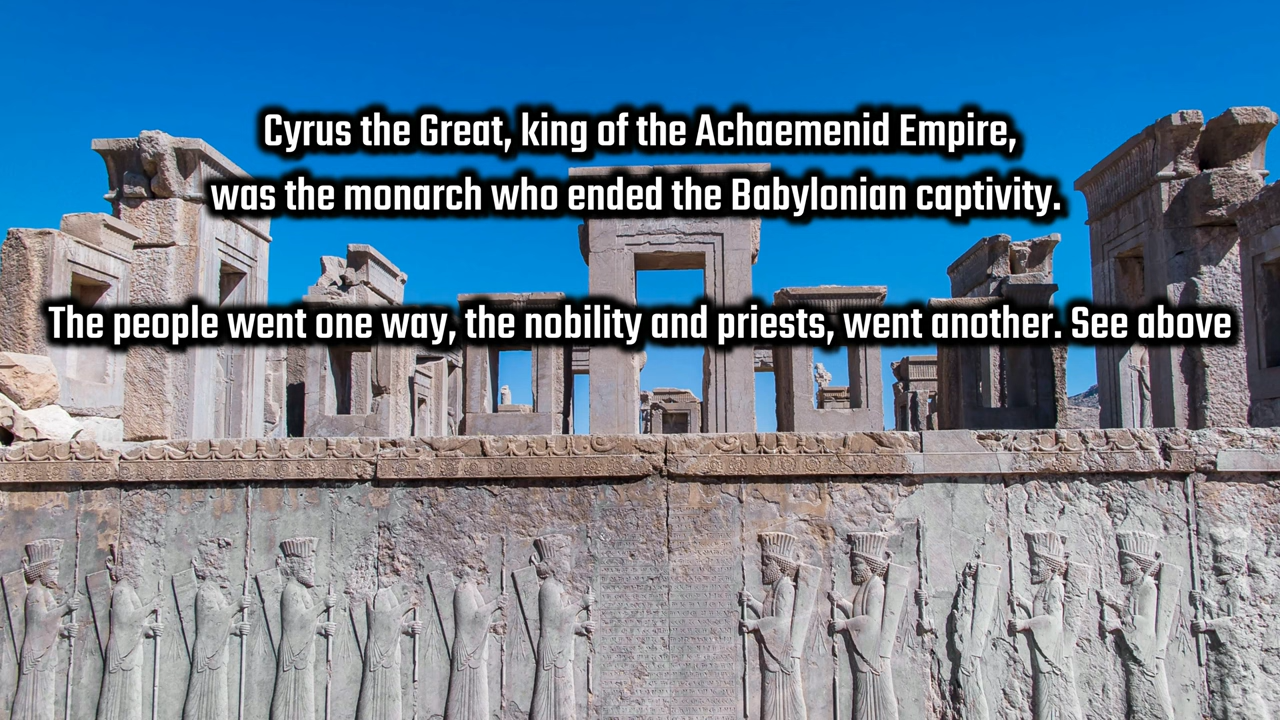 Cyrus the Great, king of the Achaemenid Empire,
was the monarch who ended the Babylonian captivity.
The people went one way, the nobility and priests, went another. See above